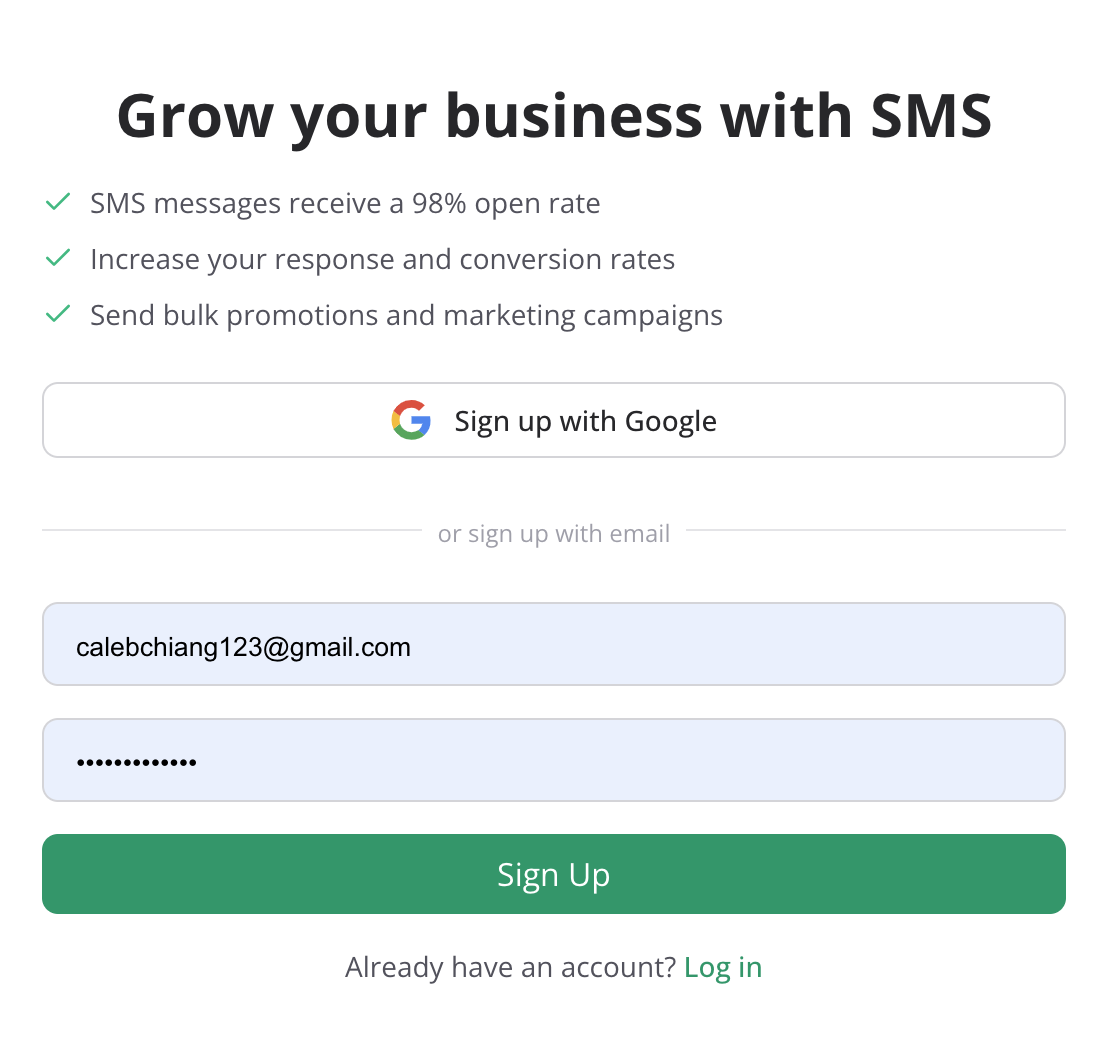 Grow your business with SMS
SMS messages receive a 98% open rate
Increase your response and conversion rates
Send bulk promotions and marketing campaigns
Sign up with Google
or sign up with email
calebchiang123@gmail.com
•••••••••••••
Sign Up
Already have an account? Log in